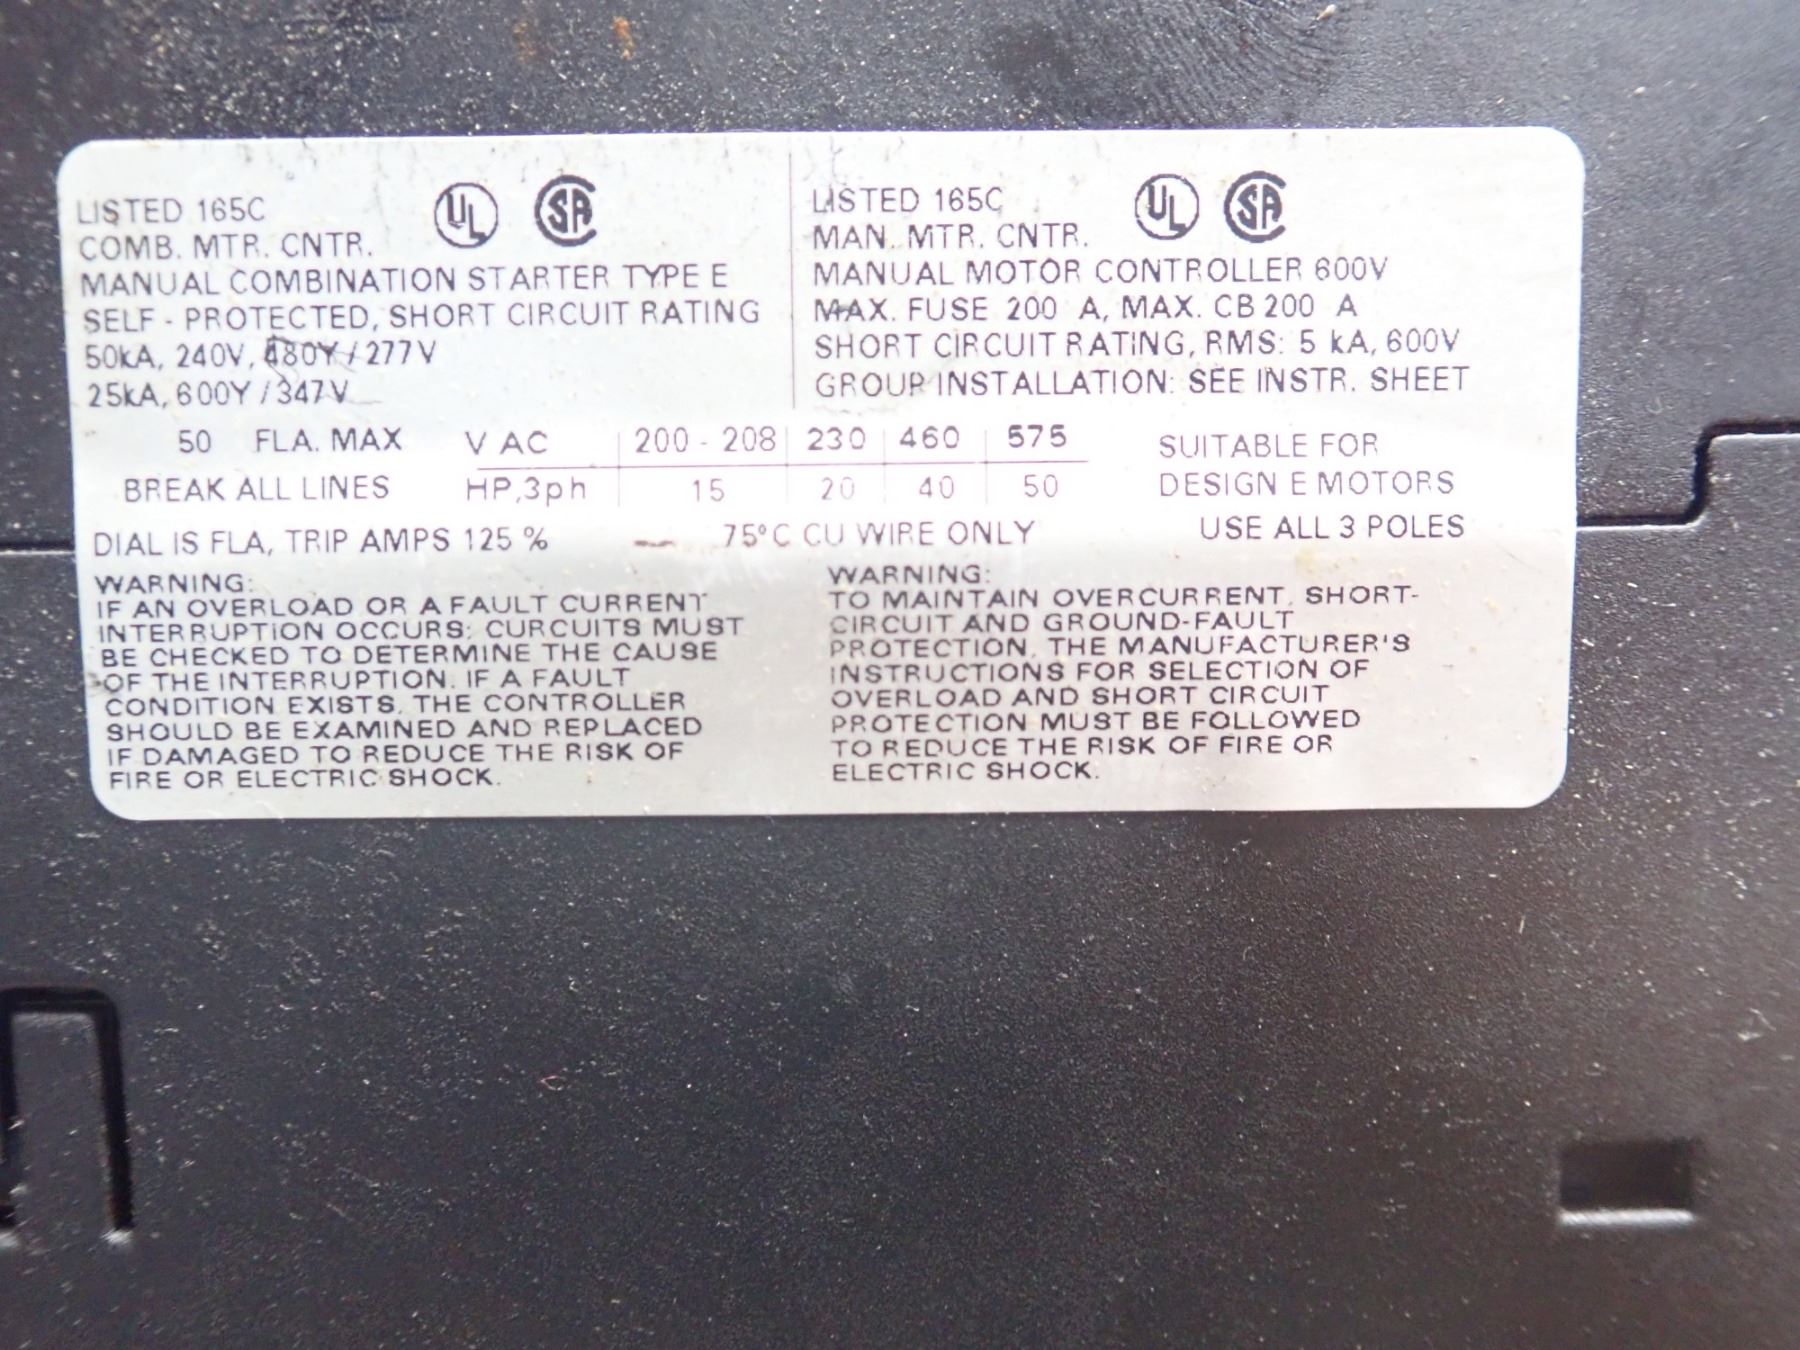 LISTED 165C UL SA
COMB. MTR. CNTR.
MANUAL COMBINATION STARTER TYPE E
SELF - PROTECTED, SHORT CIRCUIT RATING
50kA, 240V, 480Y / 277V
25kA, 600Y / 347V
LISTED 165C UL SA
MAN. MTR. CNTR.
MANUAL MOTOR CONTROLLER 600V
MAX. FUSE 200 A, MAX. CB 200 A
SHORT CIRCUIT RATING, RMS: 5 kA, 600V
GROUP INSTALLATION: SEE INSTR. SHEET
50 FLA. MAX V AC 200 - 208 230 460 575 SUITABLE FOR
BREAK ALL LINES HP,3ph 15 20 40 50 DESIGN E MOTORS
DIAL IS FLA, TRIP AMPS 125 % 75°C CU WIRE ONLY USE ALL 3 POLES
WARNING:
IF AN OVERLOAD OR A FAULT CURRENT
INTERRUPTION OCCURS; CURCUITS MUST
BE CHECKED TO DETERMINE THE CAUSE
OF THE INTERRUPTION. IF A FAULT
CONDITION EXISTS, THE CONTROLLER
SHOULD BE EXAMINED AND REPLACED
IF DAMAGED TO REDUCE THE RISK OF
FIRE OR ELECTRIC SHOCK.
WARNING:
TO MAINTAIN OVERCURRENT, SHORT-
CIRCUIT AND GROUND-FAULT
PROTECTION, THE MANUFACTURER'S
INSTRUCTIONS FOR SELECTION OF
OVERLOAD AND SHORT CIRCUIT
PROTECTION MUST BE FOLLOWED
TO REDUCE THE RISK OF FIRE OR
ELECTRIC SHOCK.